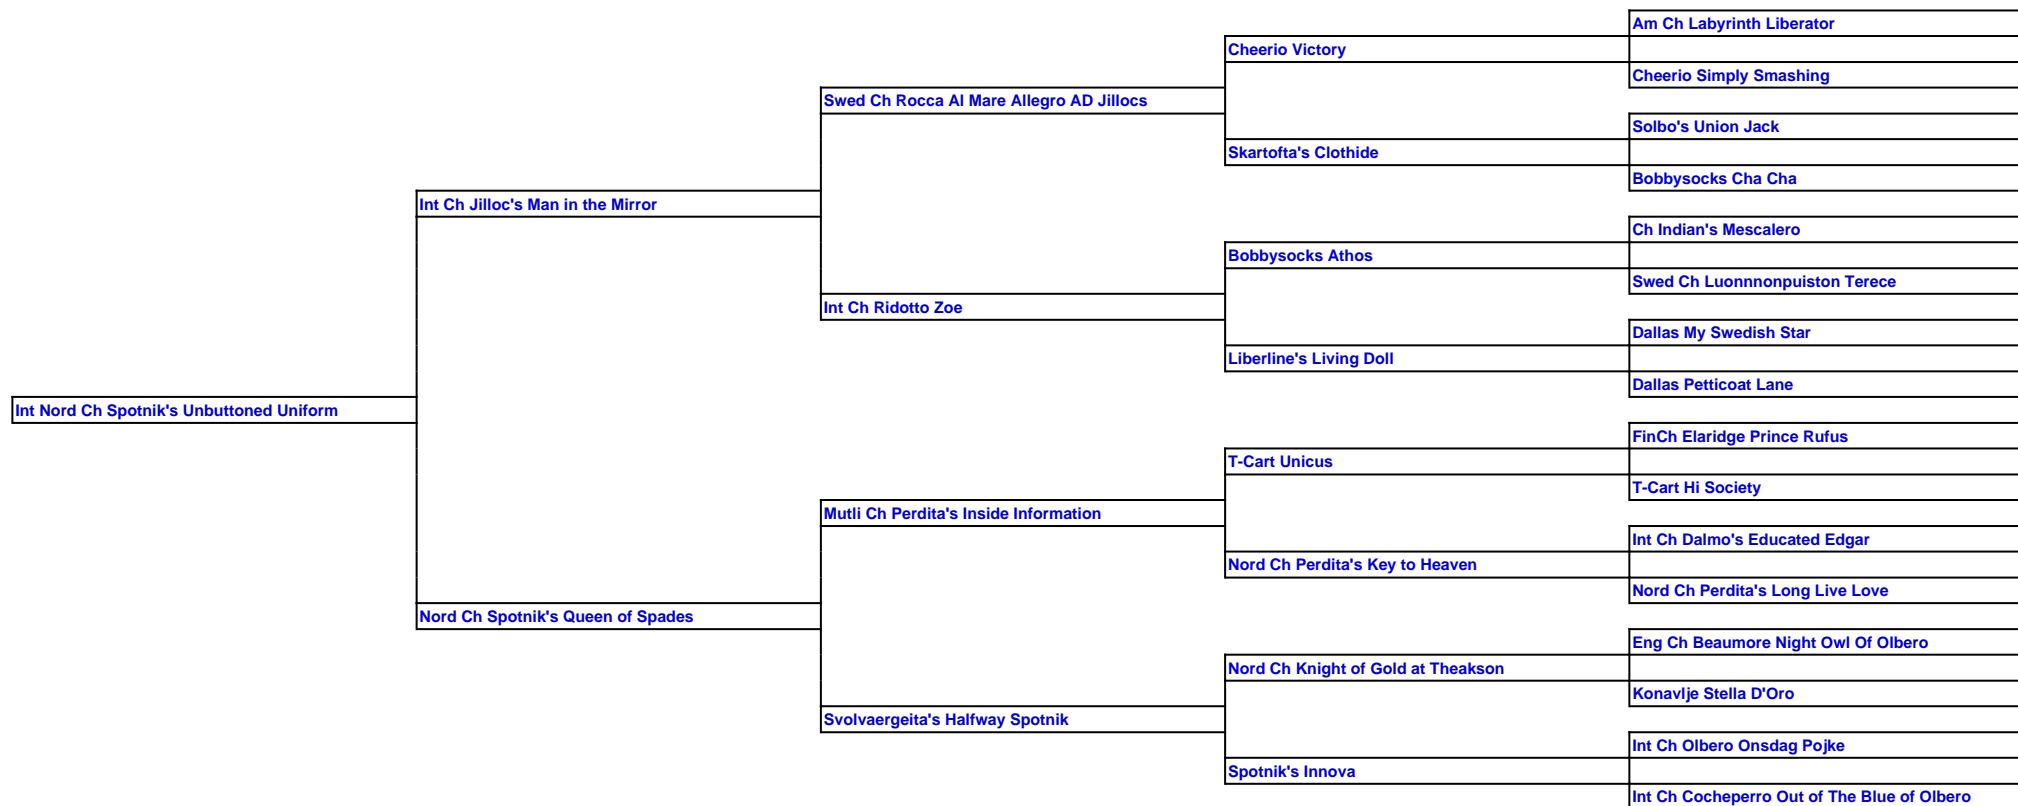 Am Ch Labyrinth Liberator
Cheerio Victory
Cheerio Simply Smashing
Swed Ch Rocca Al Mare Allegro AD Jillocs
Solbo's Union Jack
Skartofta's Clothide
Bobbysocks Cha Cha
Int Ch Jilloc's Man in the Mirror
Ch Indian's Mescalero
Bobbysocks Athos
Swed Ch Luonnnonpuiston Terece
Int Ch Ridotto Zoe
Dallas My Swedish Star
Liberline's Living Doll
Dallas Petticoat Lane
Int Nord Ch Spotnik's Unbuttoned Uniform
FinCh Elaridge Prince Rufus
T-Cart Unicus
T-Cart Hi Society
Mutli Ch Perdita's Inside Information
Int Ch Dalmo's Educated Edgar
Nord Ch Perdita's Key to Heaven
Nord Ch Perdita's Long Live Love
Nord Ch Spotnik's Queen of Spades
Eng Ch Beaumore Night Owl Of Olbero
Nord Ch Knight of Gold at Theakson
Konavlje Stella D'Oro
Svolvaergeita's Halfway Spotnik
Int Ch Olbero Onsdag Pojke
Spotnik's Innova
Int Ch Cocheperro Out of The Blue of Olbero